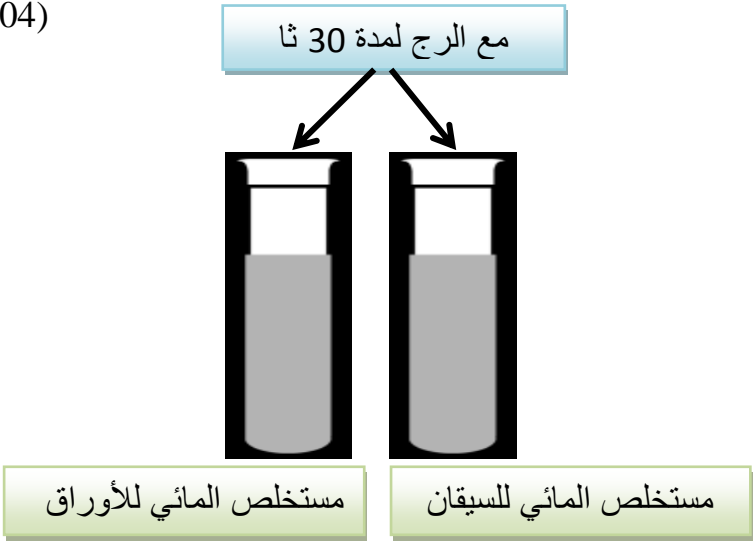 04)
مع الرج لمدة 30 ثا
مستخلص المائي للسيقان
مستخلص المائي للأوراق